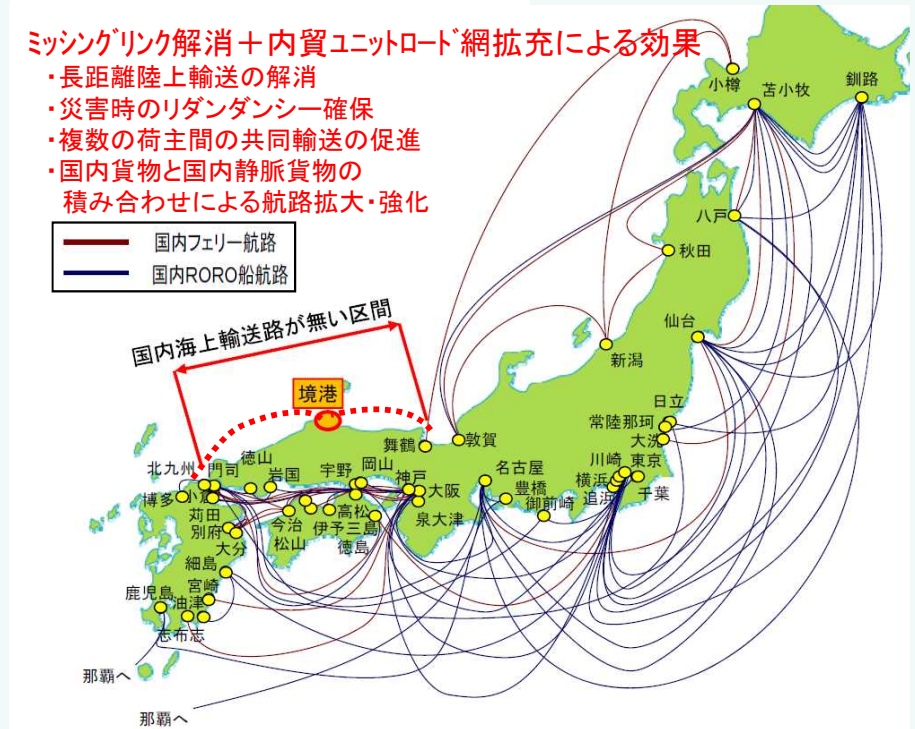 ミッシングリンク解消＋内貿ユニットロード網拡充による効果
・長距離陸上輸送の解消
・災害時のリダンダンシー確保
・複数の荷主間の共同輸送の促進
・国内貨物と国内静脈貨物の
積み合わせによる航路拡大・強化
国内フェリー航路
国内RORO船航路
国内海上輸送路が無い区間
境港
小樽
苫小牧
釧路
八戸
秋田
仙台
新潟
日立
常陸那珂
大洗
川崎
東京
横浜
追浜
千葉
舞鶴
敦賀
名古屋
豊橋
御前崎
北九州
門司
徳山
岩国
宇野
岡山
神戸
大阪
泉大津
博多
小倉
苅田
別府
大分
今治
松山
伊予三島
高松
徳島
細島
宮崎
鹿児島
油津
志布志
那覇へ
那覇へ